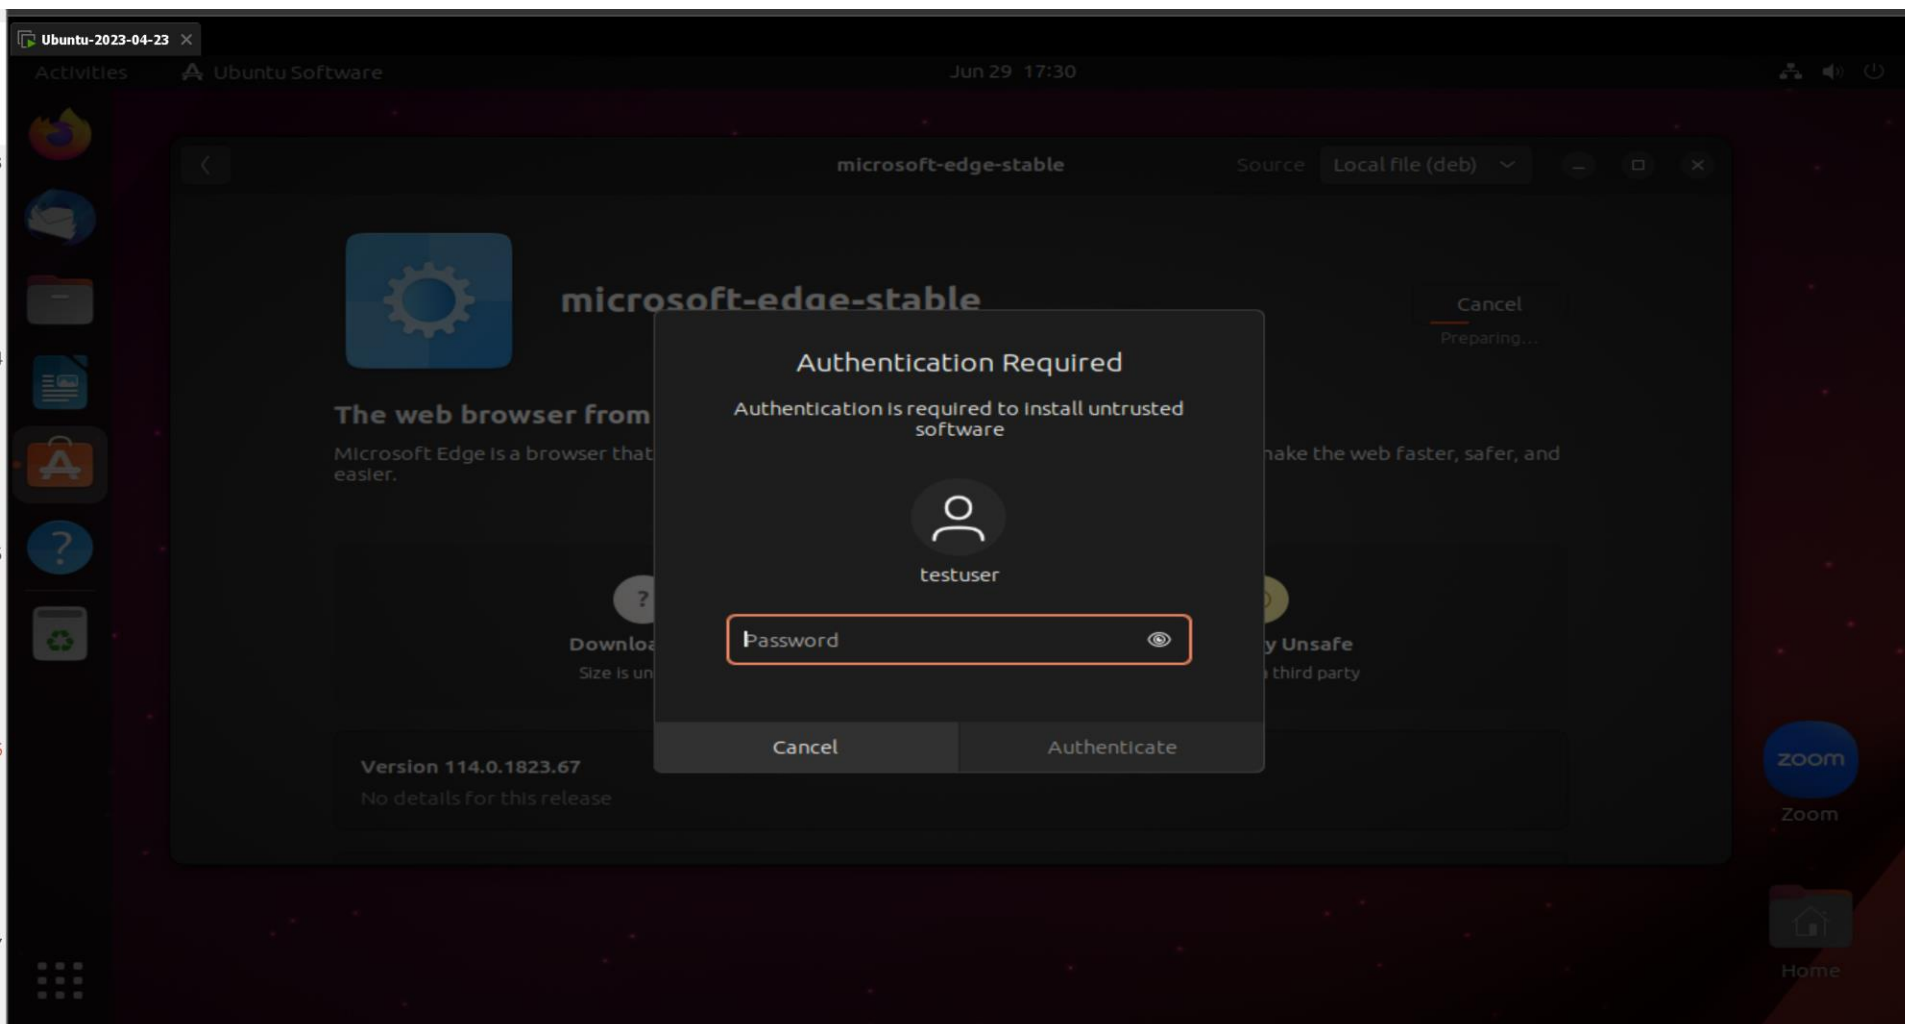 Ubuntu-2023-04-23
Activities Ubuntu Software Jun 29 17:30
microsoft-edge-stable Source Local file (deb)
microsoft-edge-stable
Cancel
Preparing...
Authentication Required
Authentication is required to install untrusted
software
The web browser from
Microsoft Edge is a browser that make the web faster, safer, and
easier.
testuser
Password
Size is
y Unsafe
third party
Cancel Authenticate
Version 114.0.1823.67
No details for this release
zoom
Zoom
Home